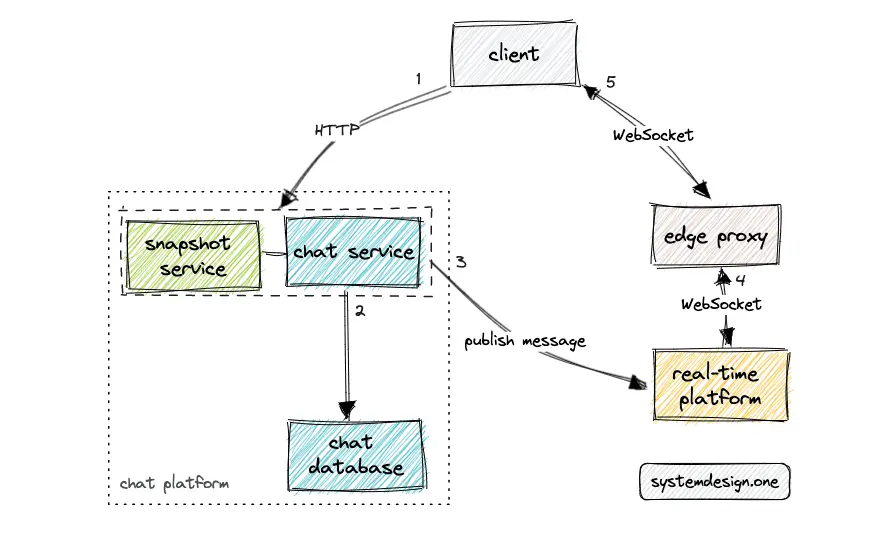 client
1
5
HTTP
WebSocket
snapshot
service
chat service
edge proxy
3
4
2
WebSocket
publish message
real-time
platform
chat
database
chat platform
systemdesign.one